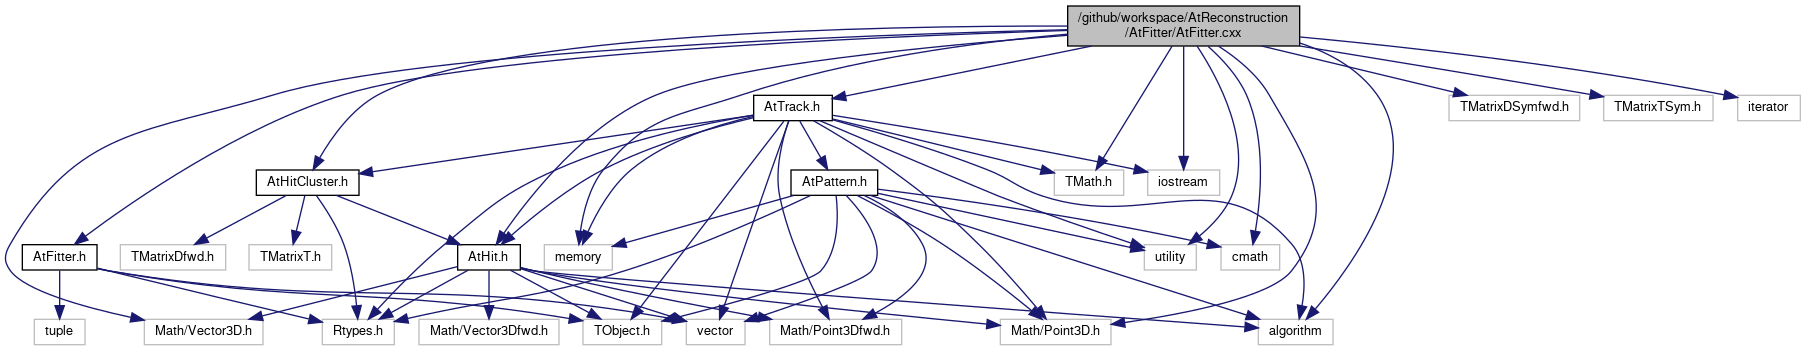 /github/workspace/AtReconstruction
/AtFitter/AtFitter.cxx
AtTrack.h
TMatrixDSymfwd.h
TMatrixTSym.h
iterator
AtHitCluster.h
AtPattern.h
TMath.h
iostream
AtFitter.h
TMatrixDfwd.h
TMatrixT.h
AtHit.h
memory
utility
cmath
tuple
Math/Vector3D.h
Rtypes.h
Math/Vector3Dfwd.h
TObject.h
vector
Math/Point3Dfwd.h
Math/Point3D.h
algorithm